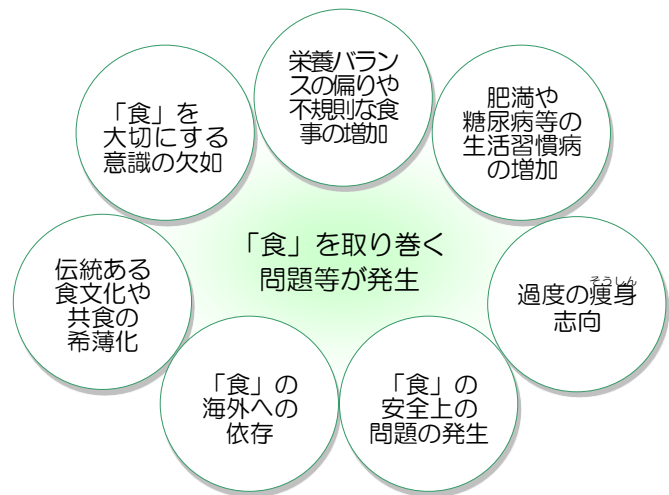 栄養バラン
スの偏りや
不規則な食
事の増加
肥満や
糖尿病等の
生活習慣病
の増加
そうしん
過度の痩身
志向
「食」の
安全上の
問題の発生
「食」の
海外への
依存
伝統ある
食文化や
共食の
希薄化
「食」を
大切にする
意識の欠如
「食」を取り巻く
問題等が発生